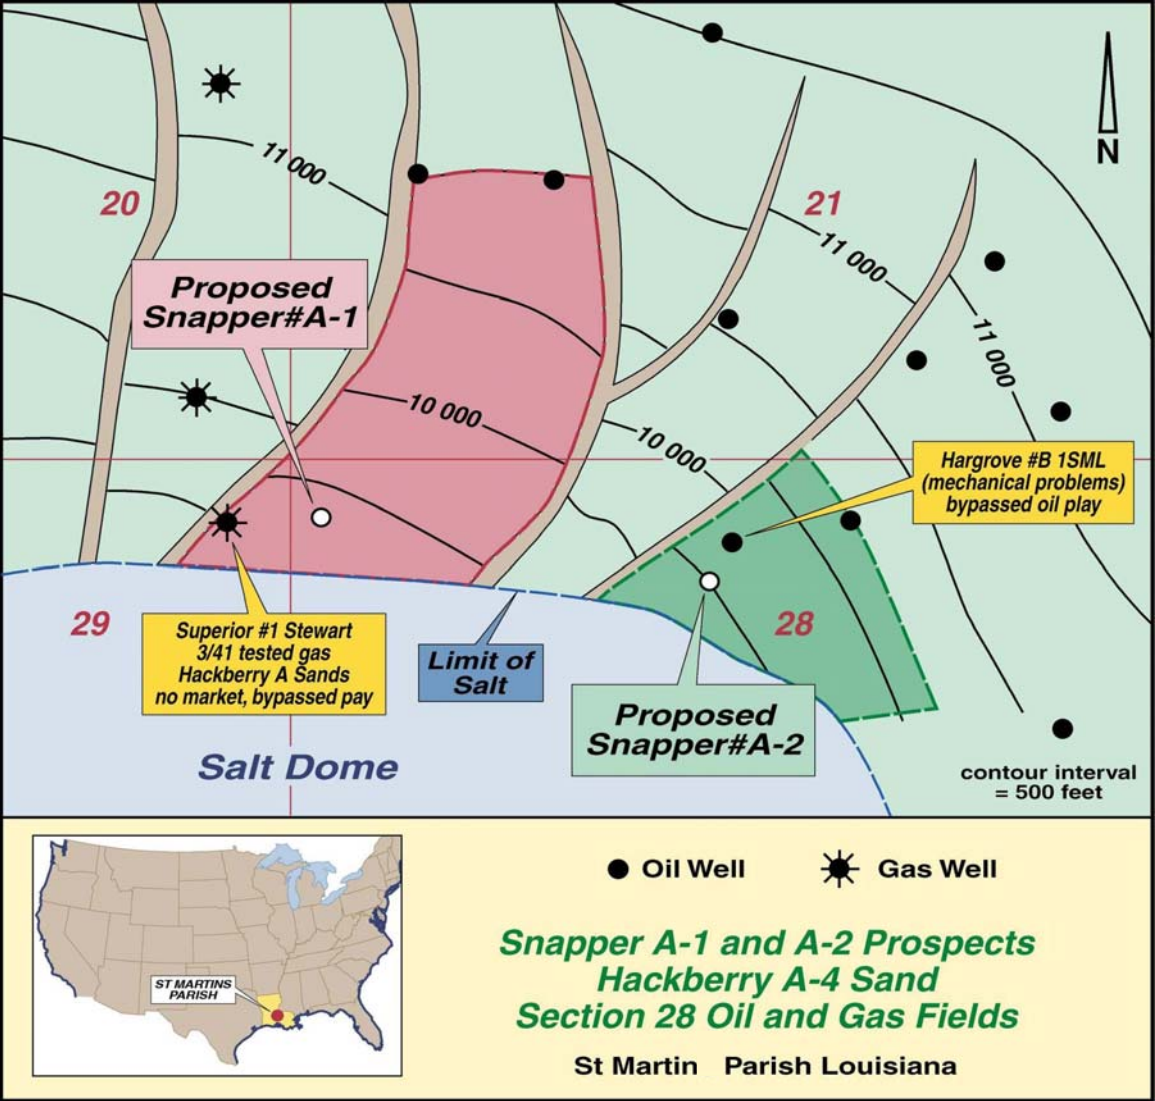 N
11 000
20
21
11 000
Proposed
Snapper#A-1
11 000
10 000
10 000
Hargrove #B 1SML
(mechanical problems)
bypassed oil play
29
28
Superior #1 Stewart
3/41 tested gas
Hackberry A Sands
no market, bypassed pay
Limit of
Salt
Proposed
Snapper#A-2
Salt Dome
contour interval
= 500 feet
Oil Well
Gas Well
Snapper A-1 and A-2 Prospects
Hackberry A-4 Sand
Section 28 Oil and Gas Fields
St Martin Parish Louisiana
ST MARTINS
PARISH